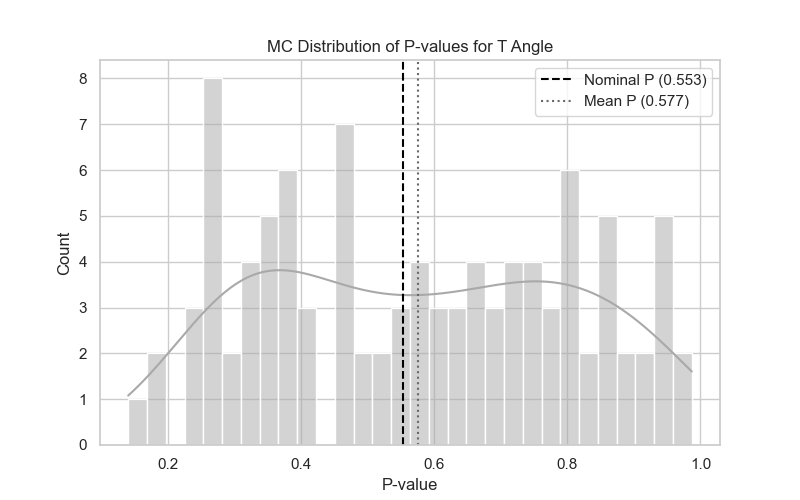 MC Distribution of P-values for T Angle
Nominal P (0.553)
Mean P (0.577)
8
7
6
5
4
3
2
1
0
Count
0.2
0.4
0.6
0.8
1.0
P-value